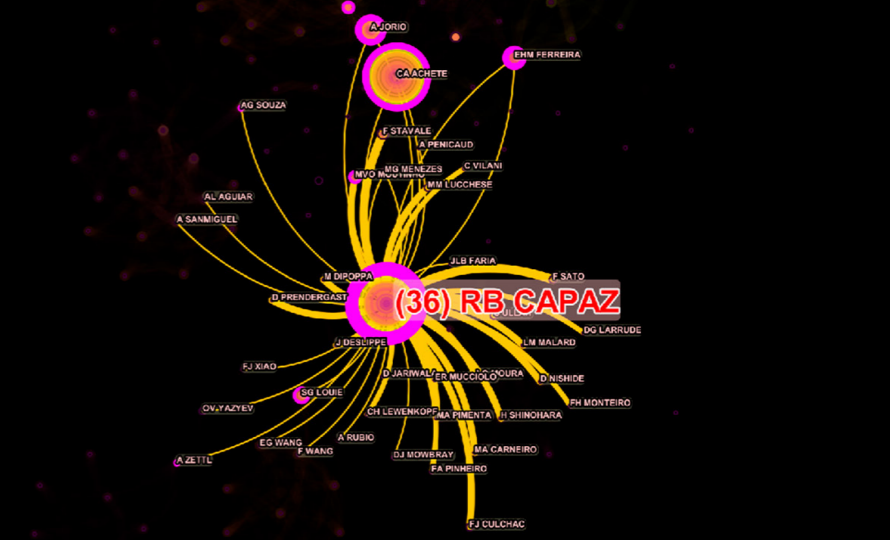 A JORIO
EHM FERREIRA
CA ACHETE
AG SOUZA
F STAVALE
A PENICAUD
MG MENEZES
C VILANI
MVO MOUTINHO
MM LUCCHESE
AL AGUIAR
A SANMIGUEL
JLB FARIA
M DIPOPPA
F SATO
D PRENDERGAST
(36) RB CAPAZ
DG LARRUDE
J DESLIPPE
LM MALARD
FJ XIAO
D JARIWALA
ER MUCCIOLO
MOURA
D NISHIDE
SG LOUIE
FH MONTEIRO
OV YAZYEV
CH LEWENKOPF
MA PIMENTA
H SHINOHARA
A RUBIO
EG WANG
F WANG
MA CARNEIRO
DJ MOWBRAY
A ZETTL
FA PINHEIRO
FJ CULCHAC